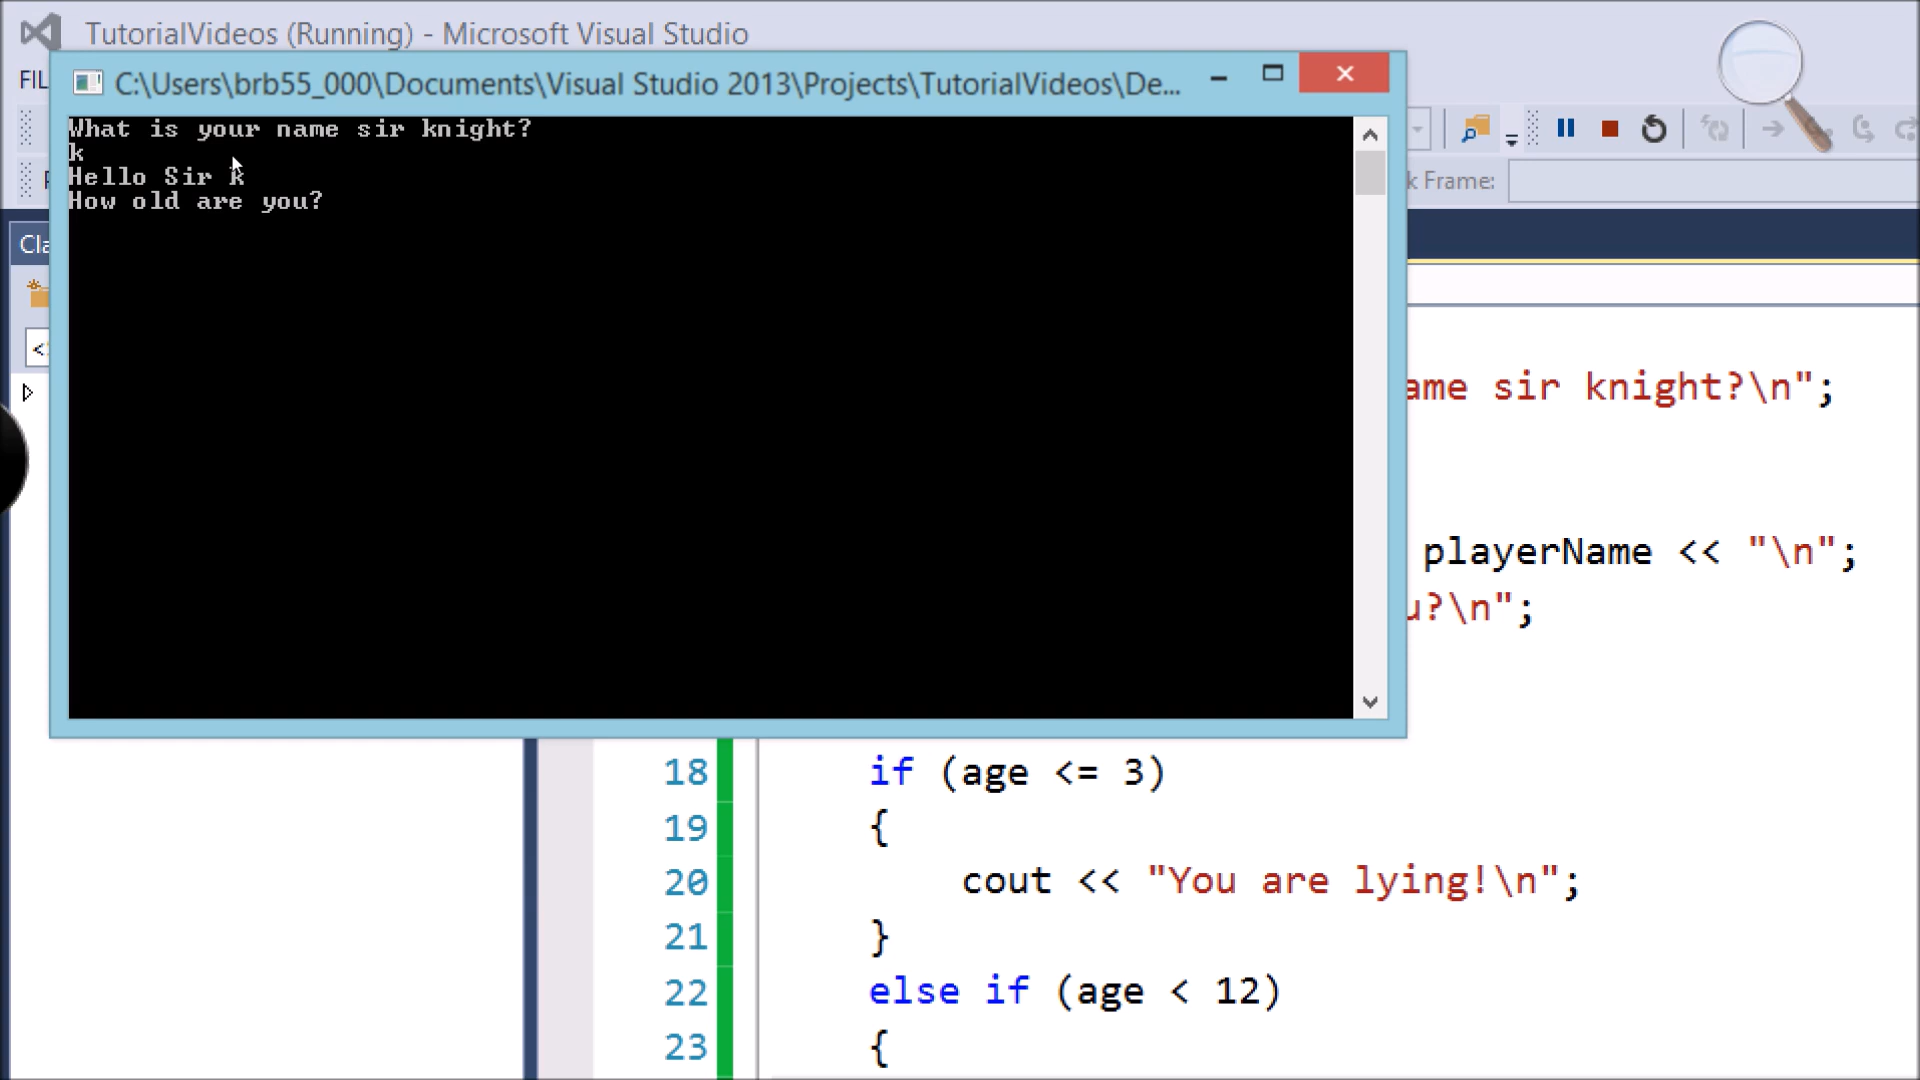 TutorialVideos (Running) - Microsoft Visual Studio
FIL
C:\Users\brb55_000\Documents\Visual Studio 2013\Projects\TutorialVideos\De...
What is your name sir knight?
k
Hello Sir k
How old are you?
k Frame:
Cla
ame sir knight?\n";
playerName << "\n";
u?\n";
18 if (age <= 3)
19 {
20 cout << "You are lying!\n";
21 }
22 else if (age < 12)
23 {